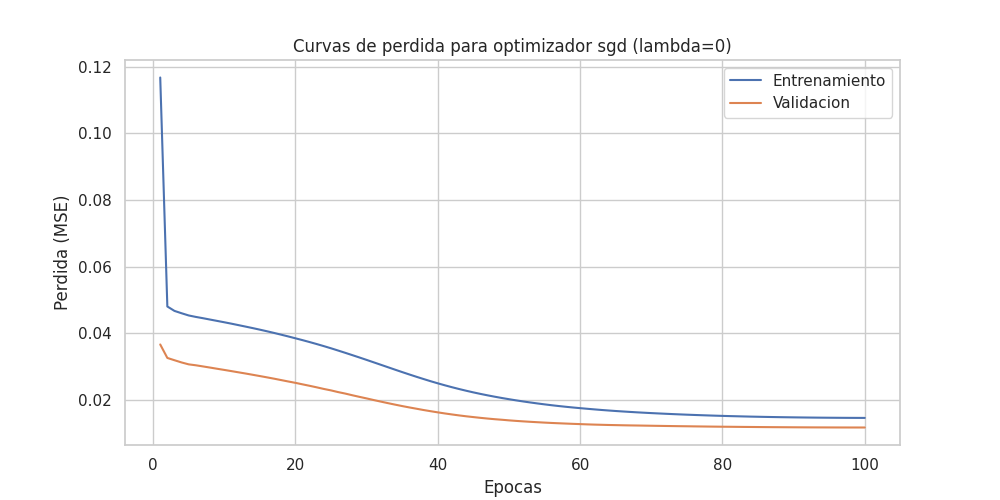 Curvas de perdida para optimizador sgd (lambda=0)
0.12
0.10
0.08
0.06
0.04
0.02
Perdida (MSE)
Entrenamiento
Validacion
0 20 40 60 80 100
Epocas